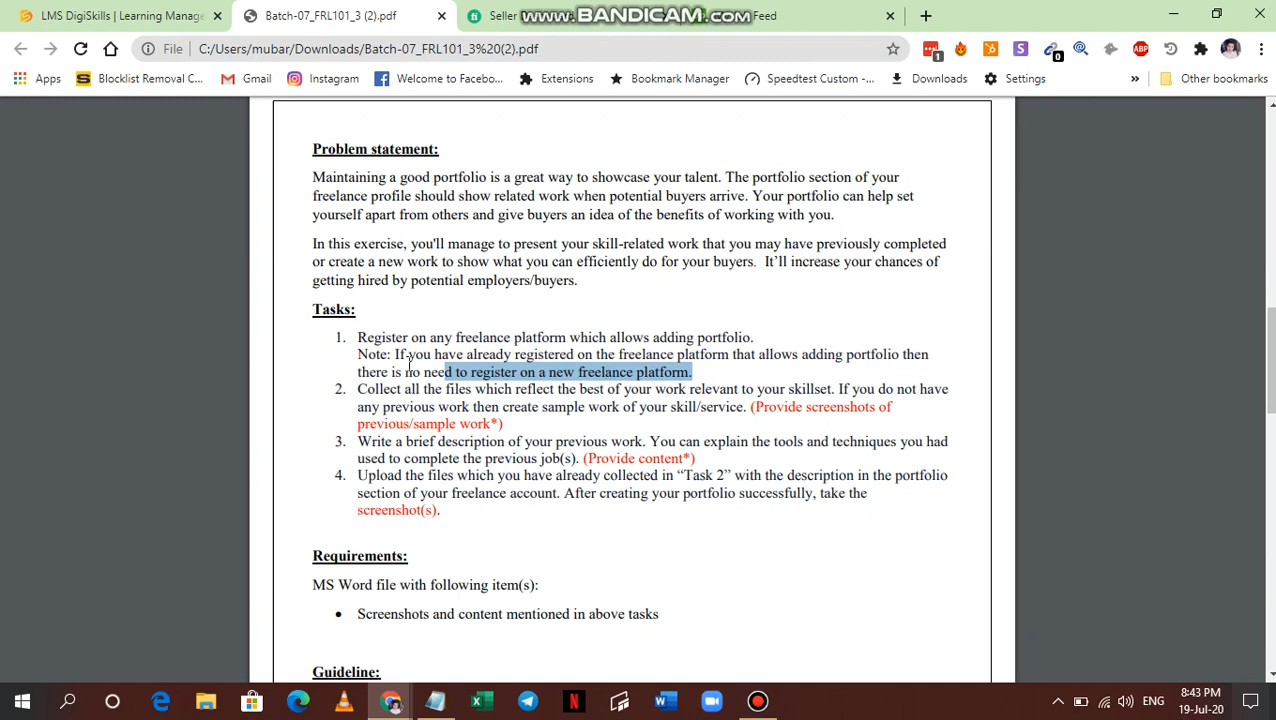 LMS DigiSkills | Learning Manage
Batch-07_FRL101_3 (2).pdf
Seller
www.BANDICAM.com
Feed
File
C:/Users/mubar/Downloads/Batch-07_FRL101_3%20(2).pdf
1
S
0
ABP
Apps
Blocklist Removal C...
Gmail
Instagram
Welcome to Facebo...
Extensions
Bookmark Manager
Speedtest Custom -...
Downloads
Settings
»
Other bookmarks
Problem statement:
Maintaining a good portfolio is a great way to showcase your talent. The portfolio section of your
freelance profile should show related work when potential buyers arrive. Your portfolio can help set
yourself apart from others and give buyers an idea of the benefits of working with you.
In this exercise, you'll manage to present your skill-related work that you may have previously completed
or create a new work to show what you can efficiently do for your buyers. It’ll increase your chances of
getting hired by potential employers/buyers.
Tasks:
1. Register on any freelance platform which allows adding portfolio.
Note: If you have already registered on the freelance platform that allows adding portfolio then
there is no need to register on a new freelance platform.
2. Collect all the files which reflect the best of your work relevant to your skillset. If you do not have
any previous work then create sample work of your skill/service. (Provide screenshots of
previous/sample work*)
3. Write a brief description of your previous work. You can explain the tools and techniques you had
used to complete the previous job(s). (Provide content*)
4. Upload the files which you have already collected in “Task 2” with the description in the portfolio
section of your freelance account. After creating your portfolio successfully, take the
screenshot(s).
Requirements:
MS Word file with following item(s):
• Screenshots and content mentioned in above tasks
Guideline:
ENG
8:43 PM
19-Jul-20